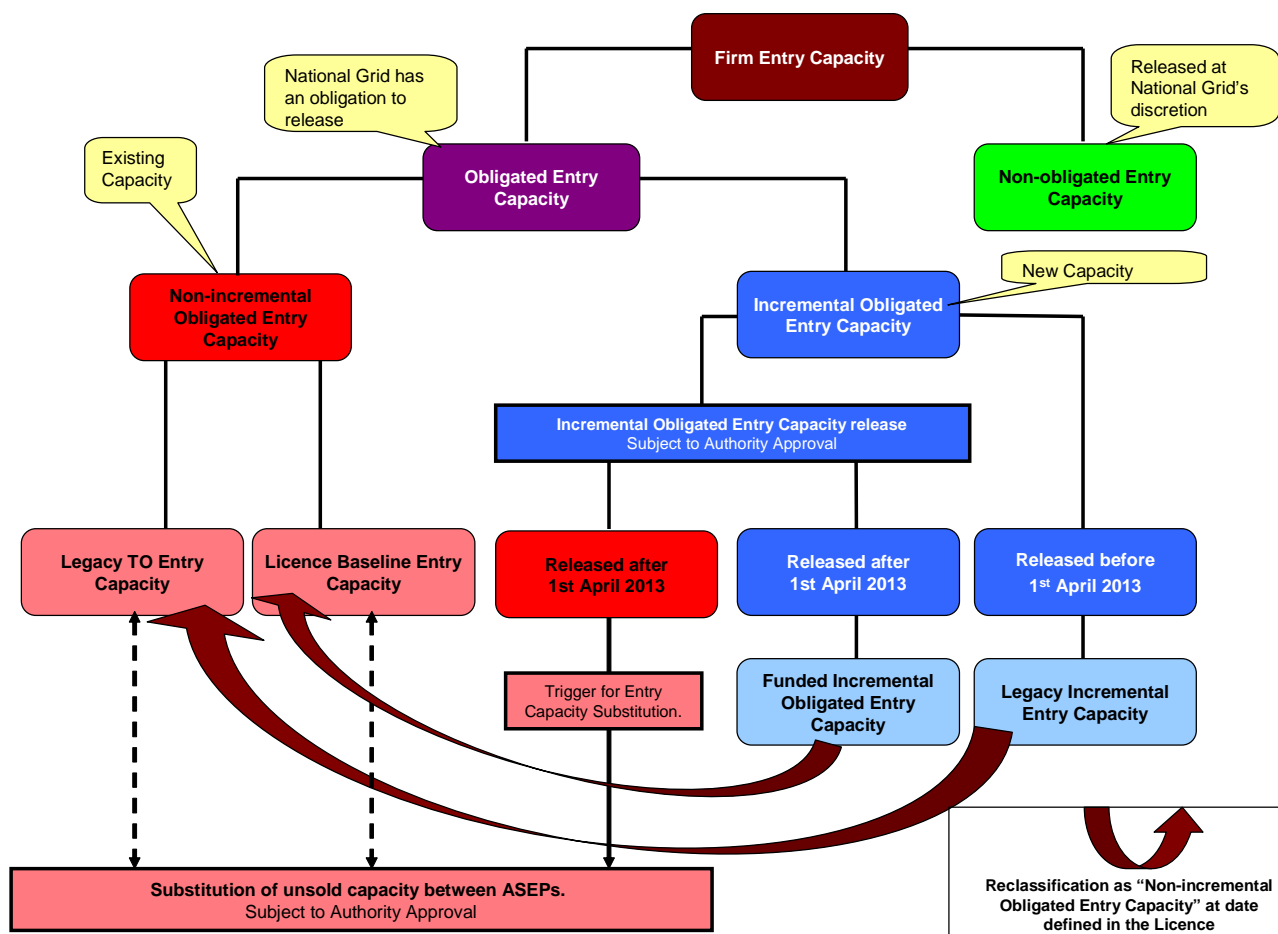 Firm Entry Capacity
National Grid has
an obligation to
release
Released at
National Grid's
discretion
Existing
Capacity
Obligated Entry
Capacity
Non-obligated Entry
Capacity
New Capacity
Non-incremental
Obligated Entry
Capacity
Incremental Obligated
Entry Capacity
Incremental Obligated Entry Capacity release
Subject to Authority Approval
Legacy TO Entry
Capacity
Licence Baseline Entry
Capacity
Released after
1st April 2013
Released after
1st April 2013
Released before
1st April 2013
Trigger for Entry
Capacity Substitution.
Funded Incremental
Obligated Entry
Capacity
Legacy Incremental
Entry Capacity
Substitution of unsold capacity between ASEPs.
Subject to Authority Approval
Reclassification as “Non-incremental
Obligated Entry Capacity” at date
defined in the Licence